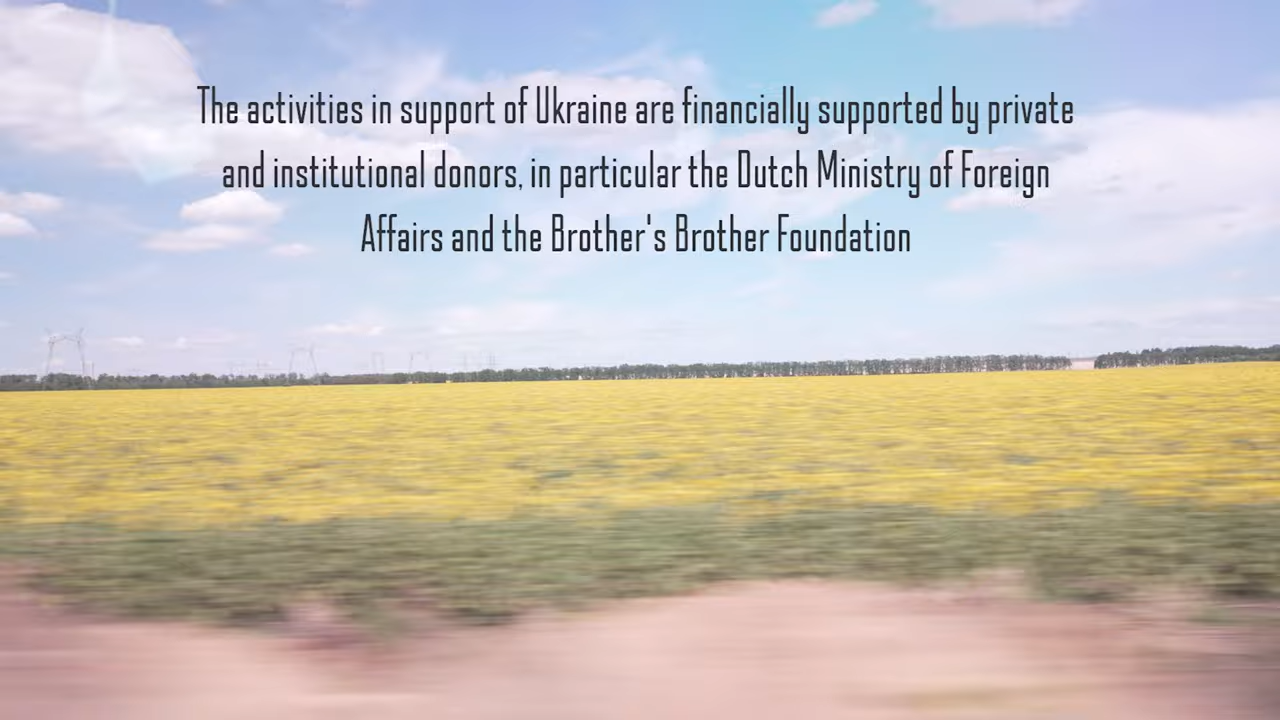 The activities in support of Ukraine are financially supported by private
and institutional donors, in particular the Dutch Ministry of Foreign
Affairs and the Brother's Brother Foundation